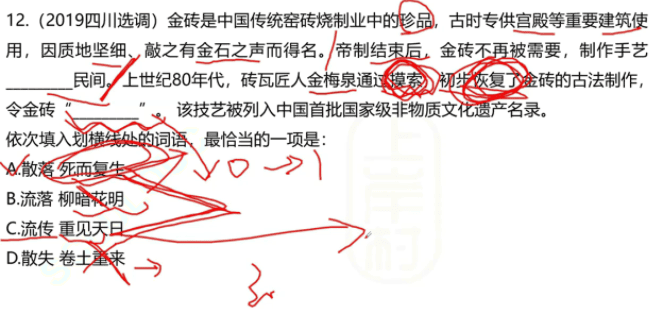 12.（2019四川选调）金砖是中国传统窑砖烧制业中的珍品，古时专供宫殿等重要建筑使
用，因质地坚细、敲之有金石之声而得名。帝制结束后，金砖不再被需要，制作手艺
________民间。上世纪80年代，砖瓦匠人金梅泉通过摸索，初步恢复了金砖的古法制作，
令金砖“________”。该技艺被列入中国首批国家级非物质文化遗产名录。
依次填入划横线处的词语，最恰当的一项是：
A.散落 死而复生
0→1
B.流落 柳暗花明
C.流传 重见天日
D.散失 卷土重来
上岸村